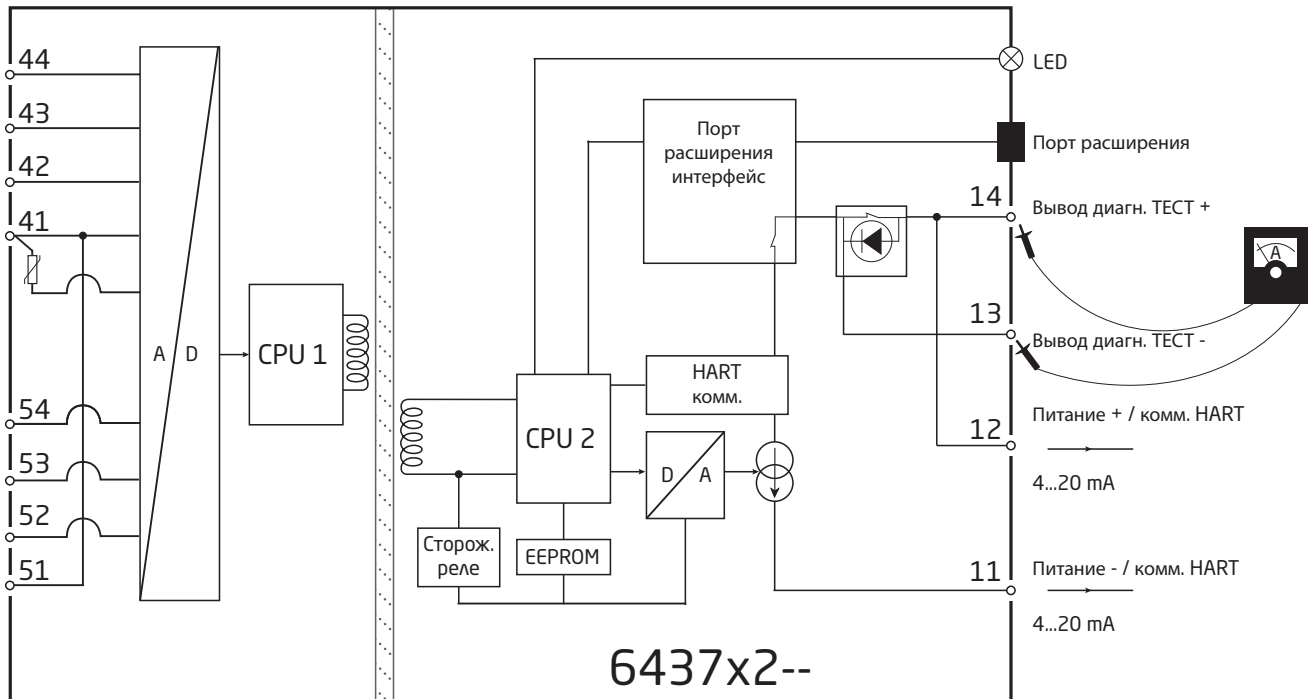 44
43
42
41
54
53
52
51
A
D
CPU 1
CPU 2
Сторож.
реле
EEPROM
HART
комм.
D
A
Порт
расширения
интерфейс
LED
Порт расширения
14
Вывод диагн. ТЕСТ +
A
13
Вывод диагн. ТЕСТ -
Питание + / комм. HART
12
4...20 mA
11
Питание - / комм. HART
4...20 mA
6437x2--